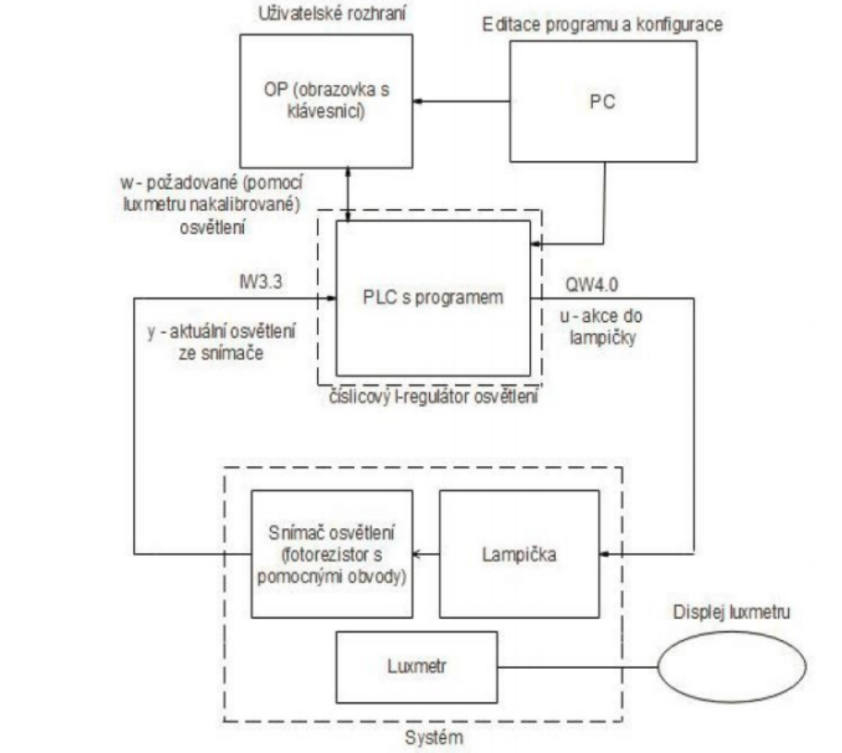 Uživatelské rozhraní
Editace programu a konfigurace
OP (obrazovka s
klávesnicí)
PC
w - požadované (pomocí
luxmetru nakalibrované)
osvětlení
IW3.3
PLC s programem
QW4.0
y - aktuální osvětlení
ze snímače
u - akce do
lampičky
číslicový I-regulátor osvětlení
Snímač osvětlení
(fotorezistor s
pomocnými obvody)
Lampička
Displej luxmetru
Luxmetr
Systém